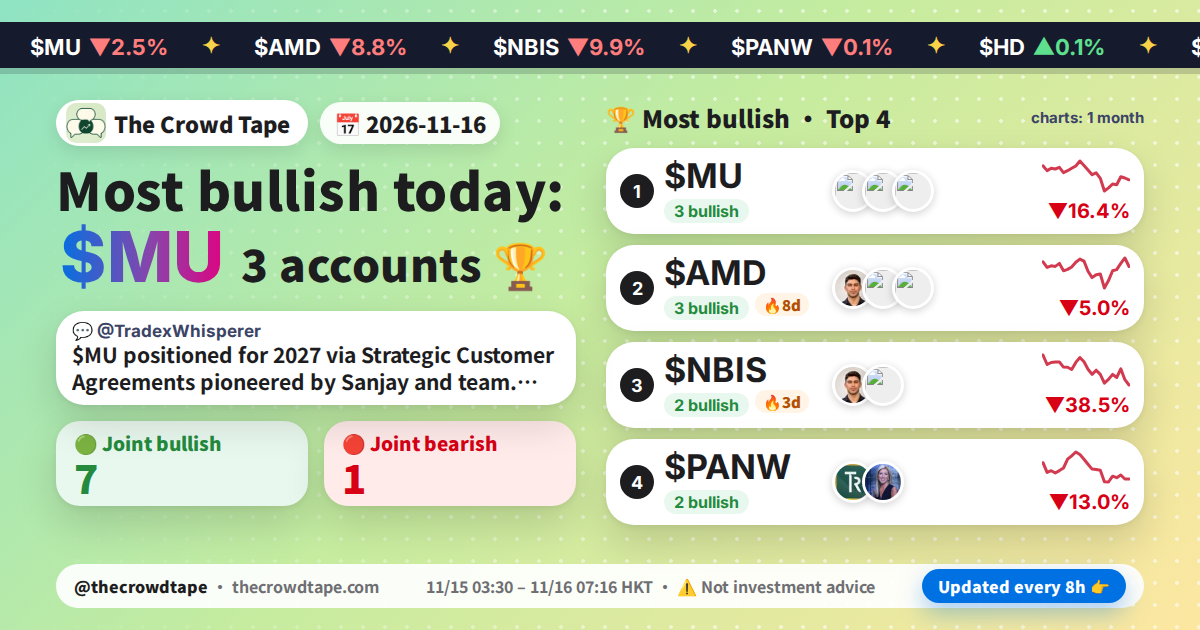 $MU ▼2.5% ✦ $AMD ▼8.8% ✦ $NBIS ▼9.9% ✦ $PANW ▼0.1% ✦ $HD ▲0.1% ✦ $
The Crowd Tape
📅 2026-11-16
Most bullish today:
$MU 3 accounts 🏆
💬 @TradexWhisperer
$MU positioned for 2027 via Strategic Customer
Agreements pioneered by Sanjay and team.…
🟢 Joint bullish
7
🔴 Joint bearish
1
🏆 Most bullish • Top 4
charts: 1 month
1 $MU
3 bullish
▼16.4%
2 $AMD
3 bullish 🔥8d
▼5.0%
3 $NBIS
2 bullish 🔥3d
▼38.5%
4 $PANW
2 bullish
TR
▼13.0%
@thecrowdtape • thecrowdtape.com
11/15 03:30 – 11/16 07:16 HKT • ⚠️ Not investment advice
Updated every 8h 👉